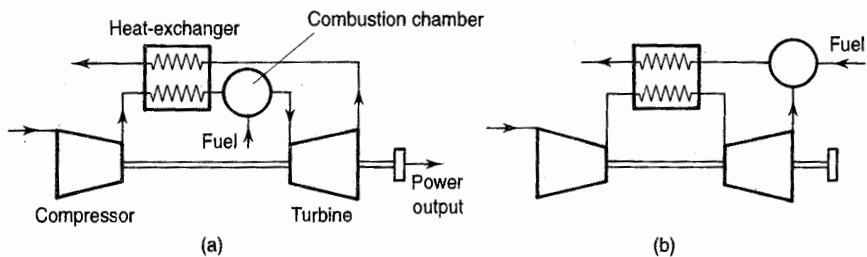 Heat-exchanger
Combustion chamber
Fuel
Compressor
Turbine
Power
output
(a)
Fuel
(b)